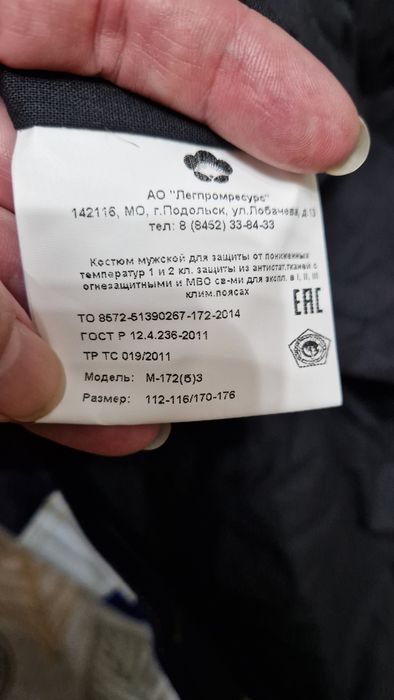 АО "Легпромресурс"
142116, МО, г.Подольск, ул.Лобачева, д.13
тел: 8 (8452) 33-84-33
Костюм мужской для защиты от пониженных
температур 1 и 2 кл. защиты из антистат.тканей с
огнезащитными и МВО св-ми для экспл. в I, II, III
клим.поясах
ЕАС
ТО 8572-51390267-172-2014
ГОСТ Р 12.4.236-2011
ТР ТС 019/2011
Модель: М-172(б)3
Размер: 112-116/170-176